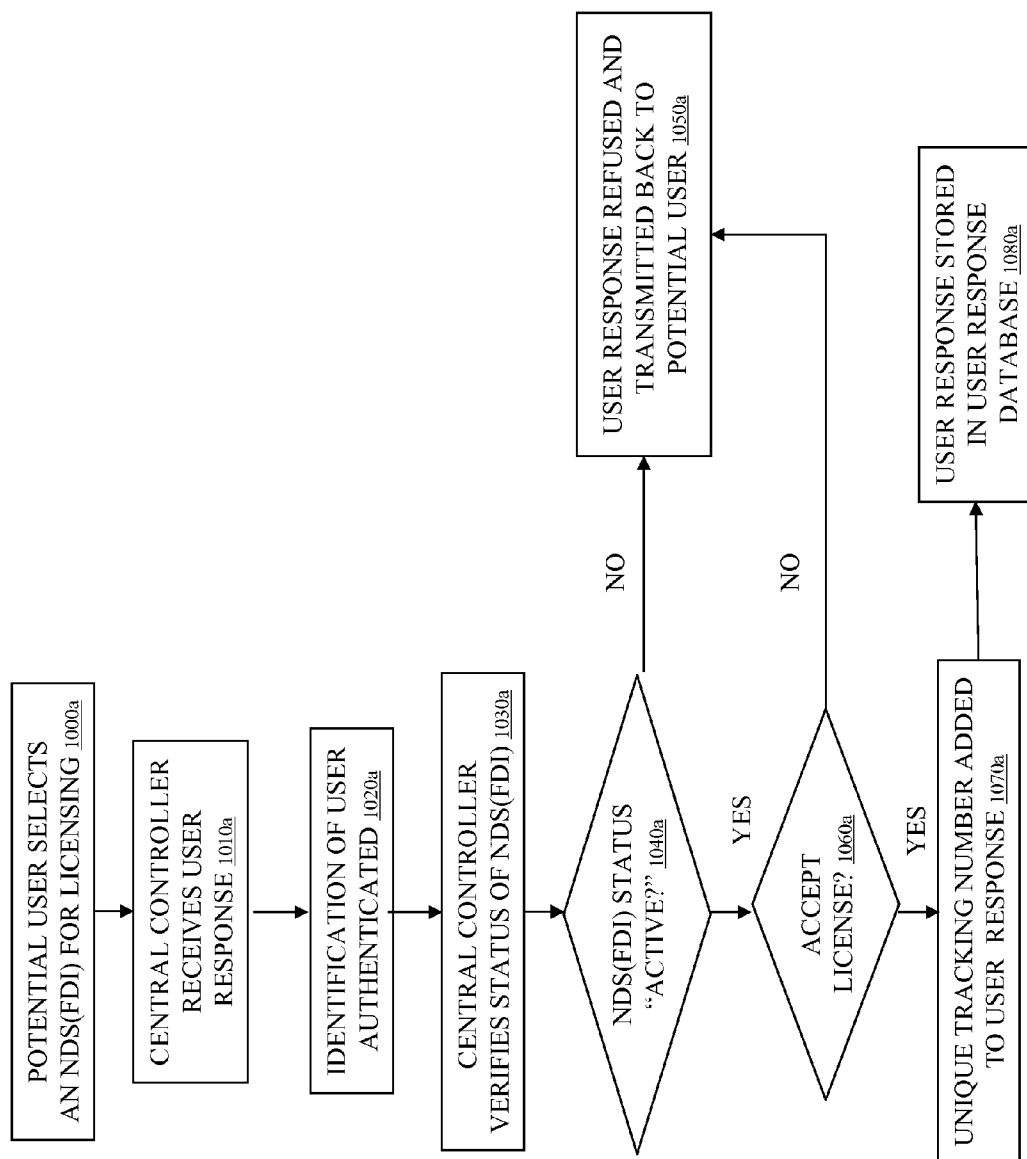 POTENTIAL USER SELECTS
AN NDS(FDI) FOR LICENSING 1000a
CENTRAL CONTROLLER
RECEIVES USER
RESPONSE 1010a
IDENTIFICATION OF USER
AUTHENTICATED 1020a
CENTRAL CONTROLLER
VERIFIES STATUS OF NDS(FDI) 1030a
NDS(FDI) STATUS
“ACTIVE?” 1040a
NO
USER RESPONSE REFUSED AND
TRANSMITTED BACK TO
POTENTIAL USER 1050a
YES
ACCEPT
LICENSE? 1060a
NO
YES
UNIQUE TRACKING NUMBER ADDED
TO USER RESPONSE 1070a
USER RESPONSE STORED
IN USER RESPONSE
DATABASE 1080a